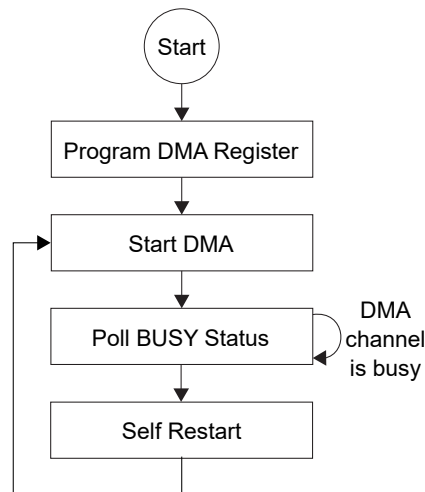 Start
Program DMA Register
Start DMA
Poll BUSY Status
DMA
channel
is busy
Self Restart